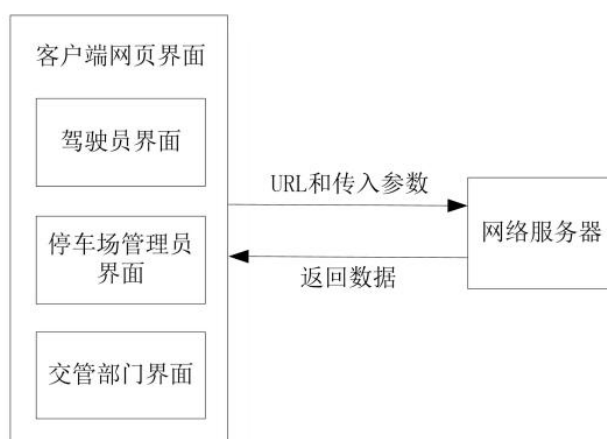 客户端网页界面
驾驶员界面
停车场管理员
界面
交管部门界面
URL和传入参数
返回数据
网络服务器